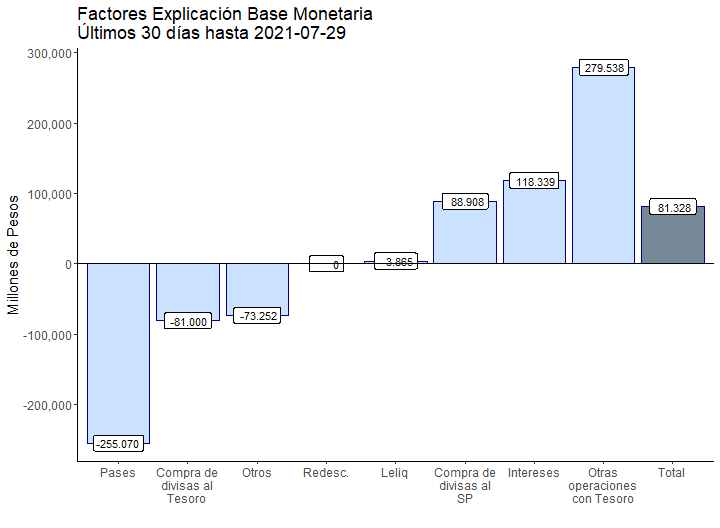 Factores Explicación Base Monetaria
Últimos 30 días hasta 2021-07-29
Millones de Pesos
300,000
200,000
100,000
0
-100,000
-200,000
-255.070
-81.000
-73.252
0
3.865
88.908
118.339
279.538
81.328
Pases
Compra de
divisas al
Tesoro
Otros
Redesc.
Leliq
Compra de
divisas al
SP
Intereses
Otras
operaciones
con Tesoro
Total